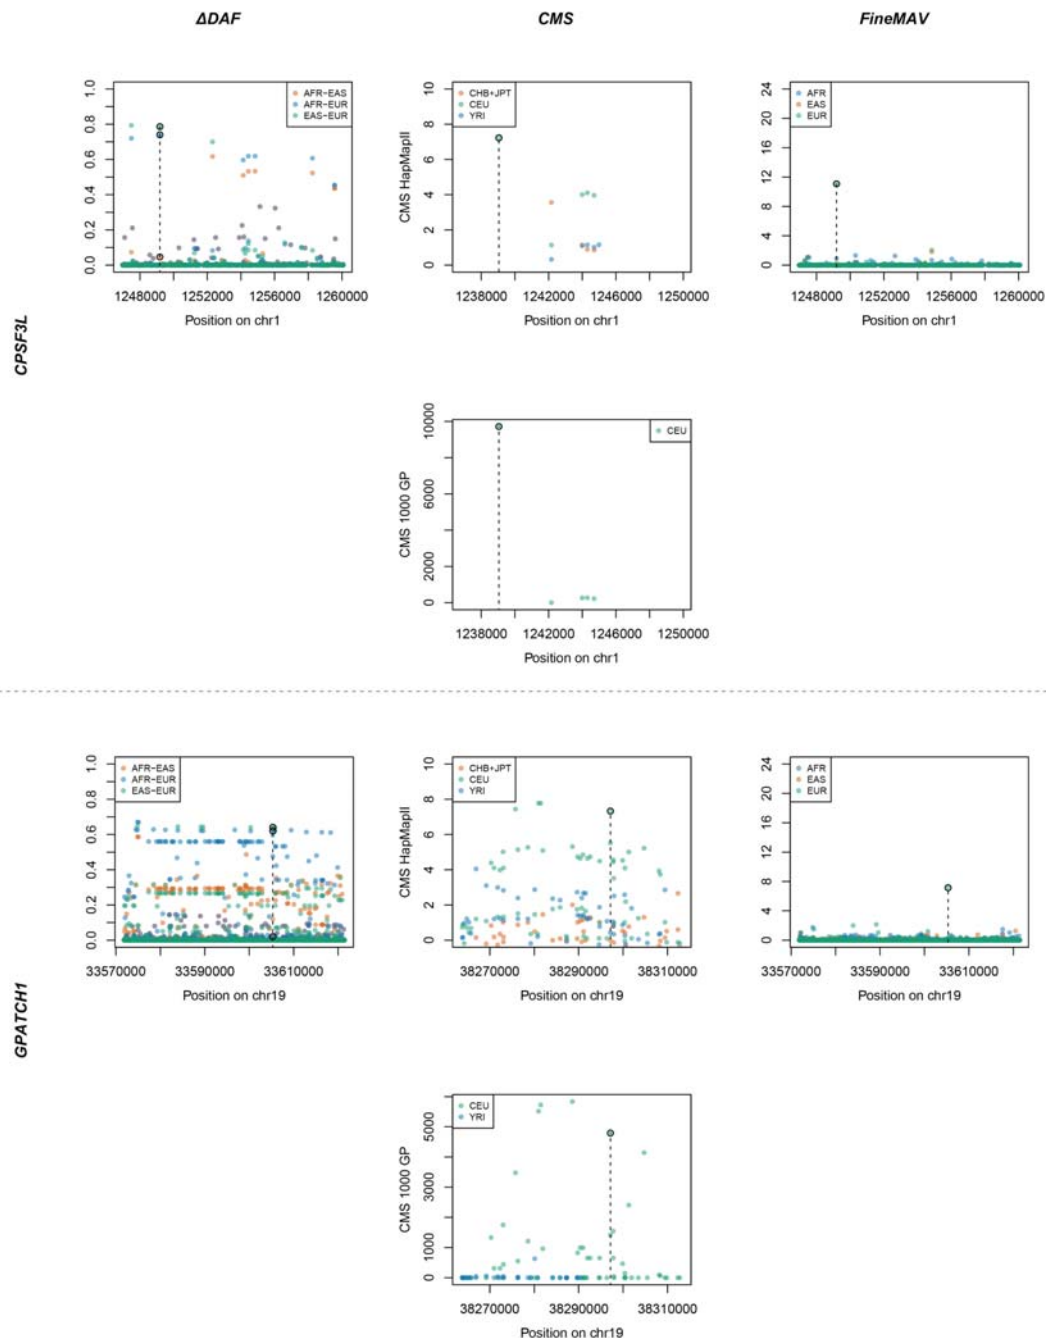 ΔDAF
CMS
FineMAV
CPSF3L
1.0
0.8
0.6
0.4
0.2
0.0
AFR−EAS
AFR−EUR
EAS−EUR
1248000 1252000 1256000 1260000
Position on chr1
CMS HapMapII
10
8
6
4
2
0
CHB+JPT
CEU
YRI
1238000 1242000 1246000 1250000
Position on chr1
24
20
16
12
8
4
0
AFR
EAS
EUR
1248000 1252000 1256000 1260000
Position on chr1
CMS 1000 GP
10000
6000
2000
0
CEU
1238000 1242000 1246000 1250000
Position on chr1
GPATCH1
1.0
0.8
0.6
0.4
0.2
0.0
AFR−EAS
AFR−EUR
EAS−EUR
33570000 33590000 33610000
Position on chr19
CMS HapMapII
10
8
6
4
2
0
CHB+JPT
CEU
YRI
38270000 38290000 38310000
Position on chr19
24
20
16
12
8
4
0
AFR
EAS
EUR
33570000 33590000 33610000
Position on chr19
CMS 1000 GP
5000
3000
1000
0
CEU
YRI
38270000 38290000 38310000
Position on chr19